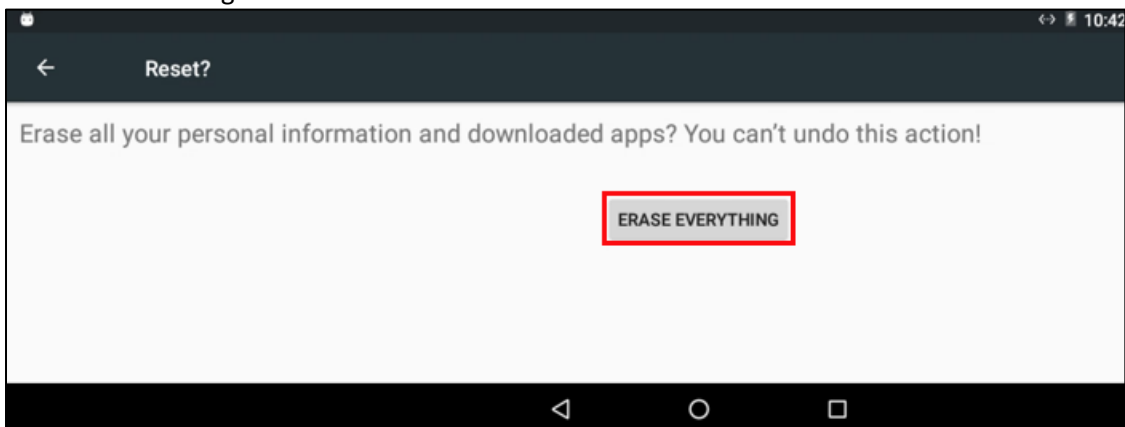 10:42
Reset?
Erase all your personal information and downloaded apps? You can't undo this action!
ERASE EVERYTHING